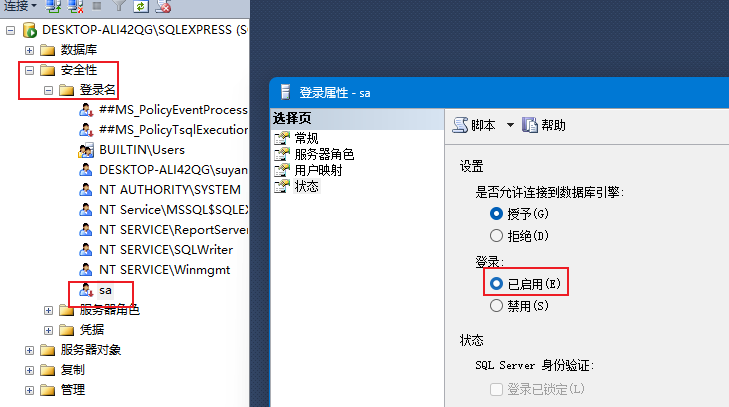 连接
DESKTOP-ALI42QG\SQLEXPRESS (S
数据库
安全性
登录名
##MS_PolicyEventProcess
##MS_PolicyTsqlExecution
BUILTIN\Users
DESKTOP-ALI42QG\suyan
NT AUTHORITY\SYSTEM
NT Service\MSSQL$SQLEX
NT SERVICE\ReportServer
NT SERVICE\SQLWriter
NT SERVICE\Winmgmt
sa
服务器角色
凭据
服务器对象
复制
管理
登录属性 - sa
选择页
常规
服务器角色
用户映射
状态
脚本
帮助
设置
是否允许连接到数据库引擎:
授予(G)
拒绝(D)
登录:
已启用(E)
禁用(S)
状态
SQL Server 身份验证:
登录已锁定(L)